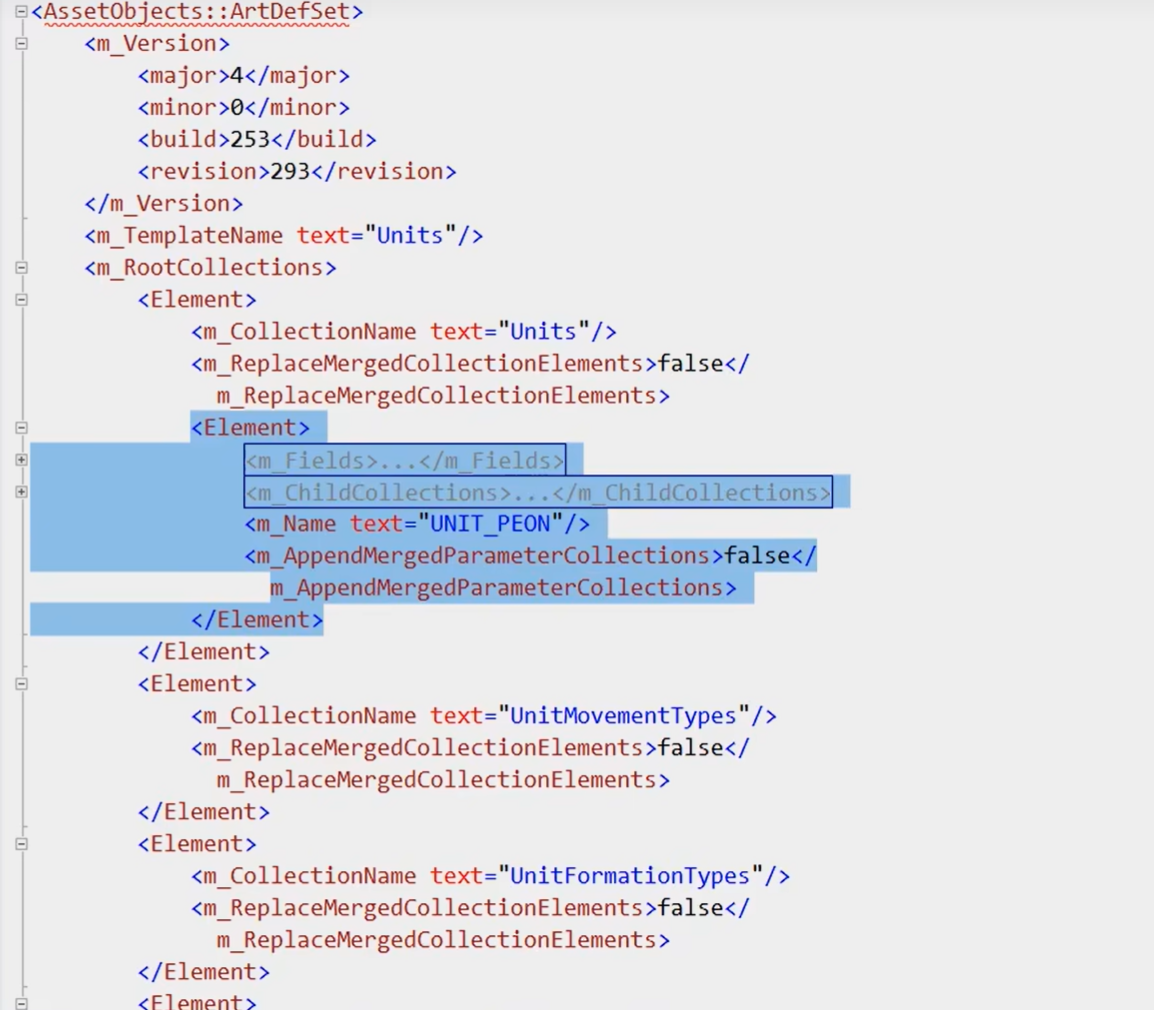 <AssetObjects::ArtDefSet>
<m_Version>
<major>4</major>
<minor>0</minor>
<build>253</build>
<revision>293</revision>
</m_Version>
<m_TemplateName text="Units"/>
<m_RootCollections>
<Element>
<m_CollectionName text="Units"/>
<m_ReplaceMergedCollectionElements>false</
m_ReplaceMergedCollectionElements>
<Element>
<m_Fields>...</m_Fields>
<m_ChildCollections>...</m_ChildCollections>
<m_Name text="UNIT_PEON"/>
<m_AppendMergedParameterCollections>false</
m_AppendMergedParameterCollections>
</Element>
</Element>
<Element>
<m_CollectionName text="UnitMovementTypes"/>
<m_ReplaceMergedCollectionElements>false</
m_ReplaceMergedCollectionElements>
</Element>
<Element>
<m_CollectionName text="UnitFormationTypes"/>
<m_ReplaceMergedCollectionElements>false</
m_ReplaceMergedCollectionElements>
</Element>
<Element>